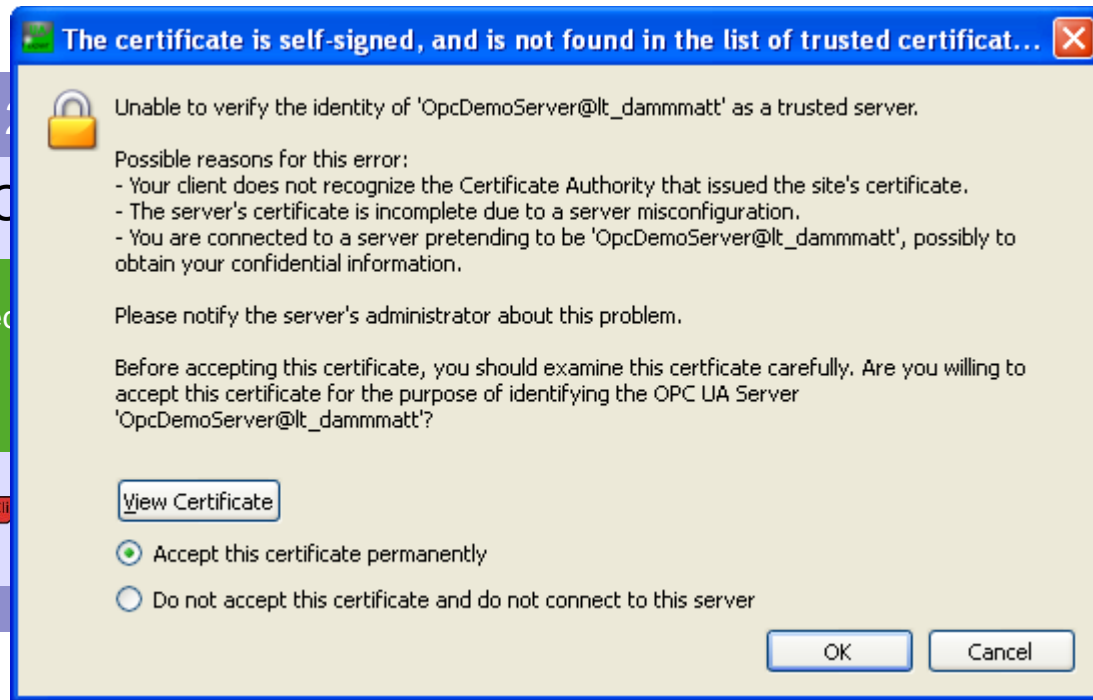 The certificate is self-signed, and is not found in the list of trusted certificat...
Unable to verify the identity of 'OpcDemoServer@lt_dammmatt' as a trusted server.
Possible reasons for this error:
- Your client does not recognize the Certificate Authority that issued the site's certificate.
- The server's certificate is incomplete due to a server misconfiguration.
- You are connected to a server pretending to be 'OpcDemoServer@lt_dammmatt', possibly to
obtain your confidential information.
Please notify the server's administrator about this problem.
Before accepting this certificate, you should examine this certficate carefully. Are you willing to
accept this certificate for the purpose of identifying the OPC UA Server
'OpcDemoServer@lt_dammmatt'?
View Certificate
Accept this certificate permanently
Do not accept this certificate and do not connect to this server
OK Cancel